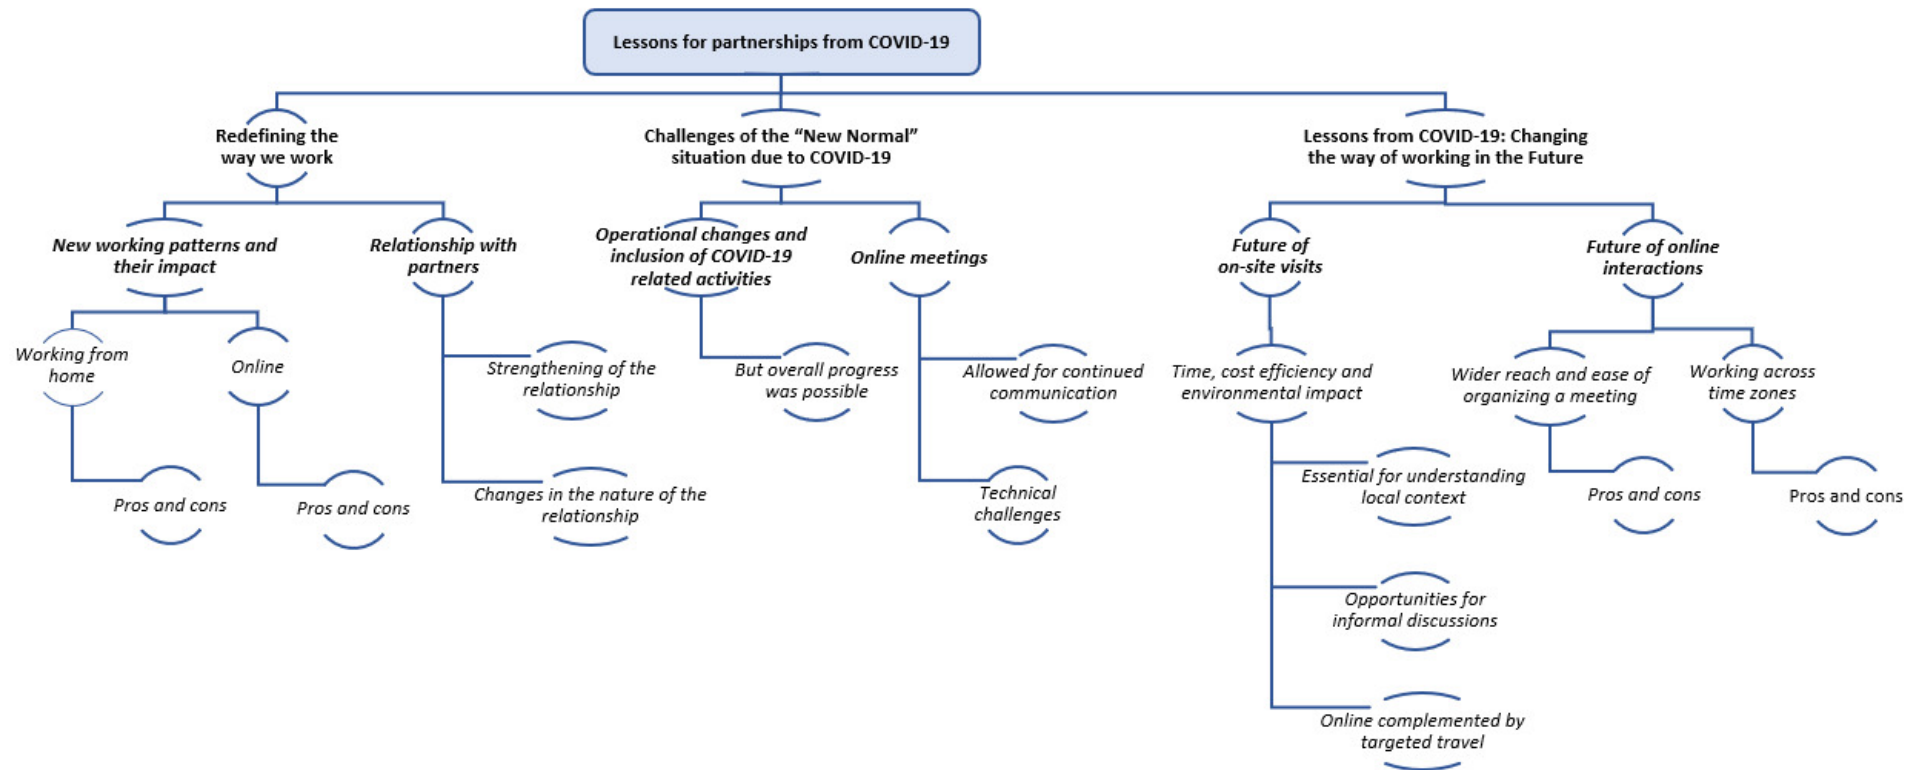 Lessons for partnerships from COVID-19
Redefining the
way we work
Challenges of the “New Normal”
situation due to COVID-19
Lessons from COVID-19: Changing
the way of working in the Future
New working patterns and
their impact
Relationship with
partners
Operational changes and
inclusion of COVID-19
related activities
Online meetings
Future of
on-site visits
Future of online
interactions
Working from
home
Online
Strengthening of the
relationship
But overall progress
was possible
Allowed for continued
communication
Time, cost efficiency and
environmental impact
Wider reach and ease of
organizing a meeting
Working across
time zones
Pros and cons
Pros and cons
Changes in the nature of the
relationship
Technical
challenges
Essential for understanding
local context
Pros and cons
Pros and cons
Opportunities for
informal discussions
Online complemented by
targeted travel